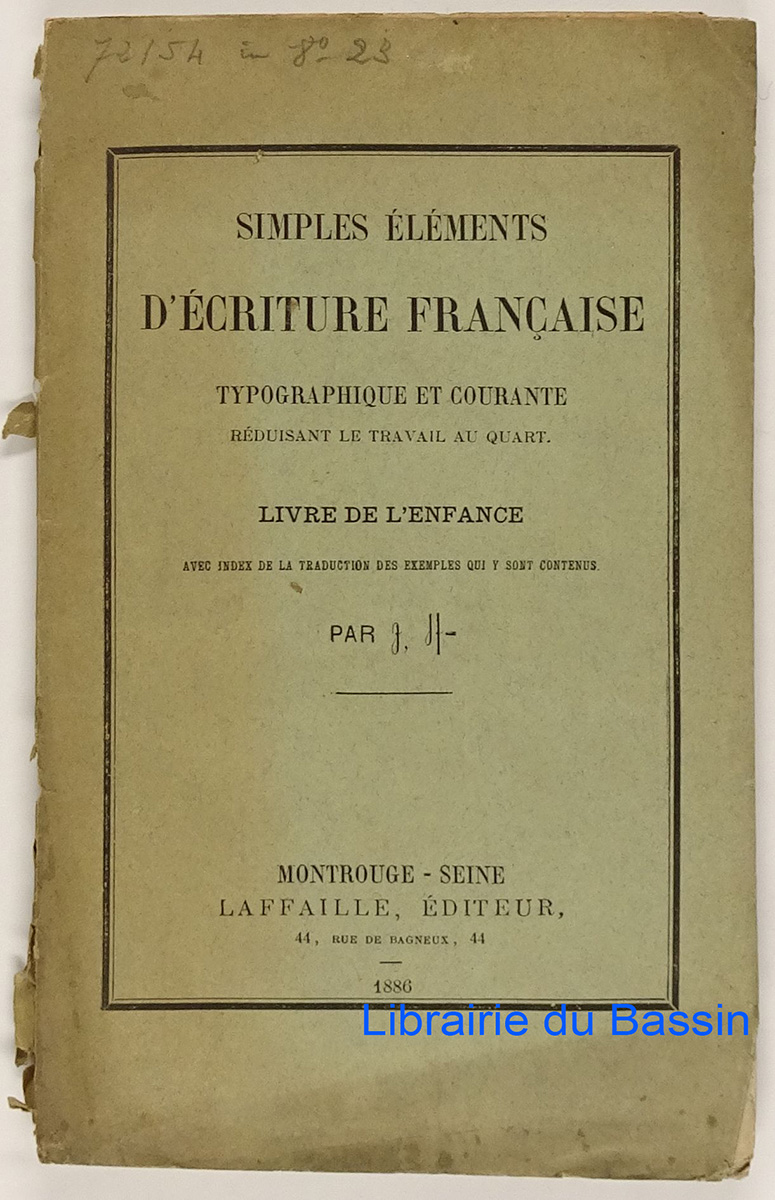 72154 in 8º 23
SIMPLES ÉLÉMENTS
D'ÉCRITURE FRANÇAISE
TYPOGRAPHIQUE ET COURANTE
RÉDUISANT LE TRAVAIL AU QUART.
LIVRE DE L'ENFANCE
AVEC INDEX DE LA TRADUCTION DES EXEMPLES QUI Y SONT CONTENUS.
PAR
MONTROUGE - SEINE
LAFFAILLE, ÉDITEUR,
44, RUE DE BAGNEUX, 44
1886
Librairie du Bassin